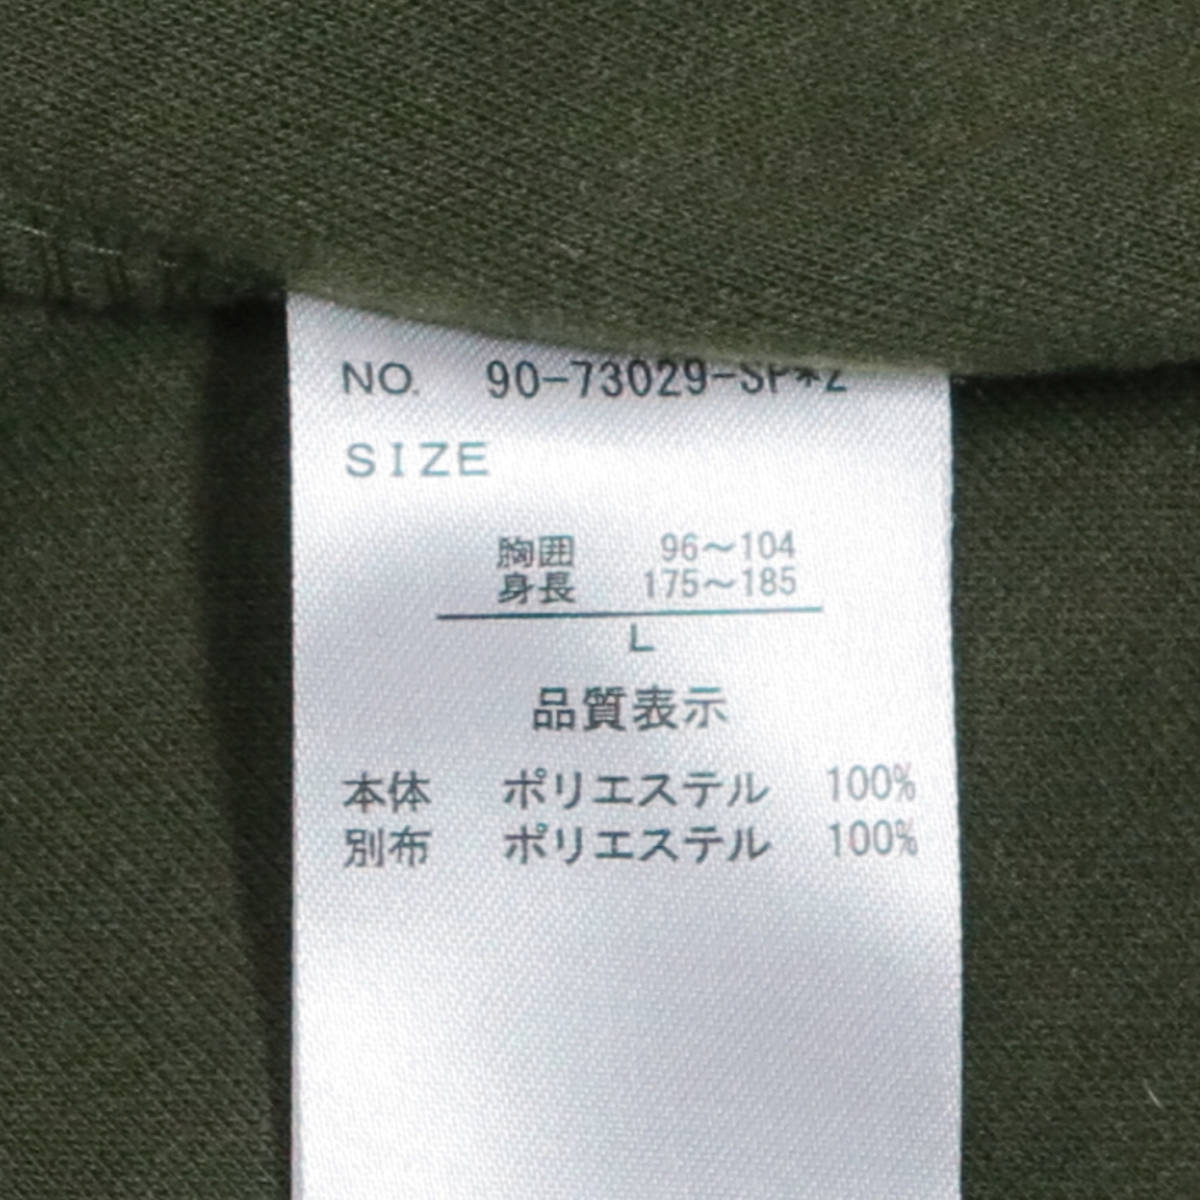 NO. 90-73029-SP*2
SIZE
胸囲 96～104
身長 175～185
L
品質表示
本体 ポリエステル 100%
別布 ポリエステル 100%